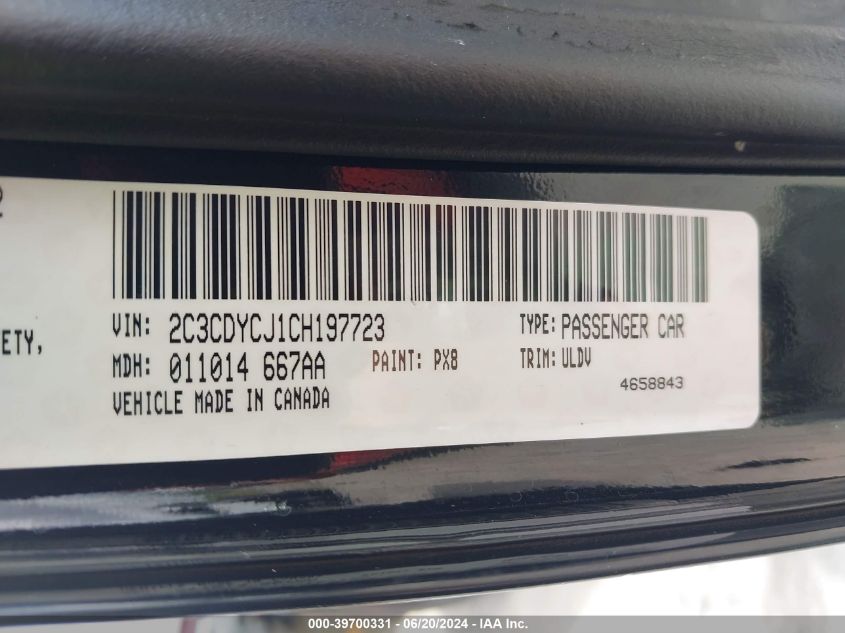 ETY,
VIN: 2C3CDYCJ1CH197723 TYPE: PASSENGER CAR
MDH: 011014 667AA PAINT: PX8 TRIM: ULDV
VEHICLE MADE IN CANADA
4658843
000-39700331 - 06/20/2024 - IAA Inc.